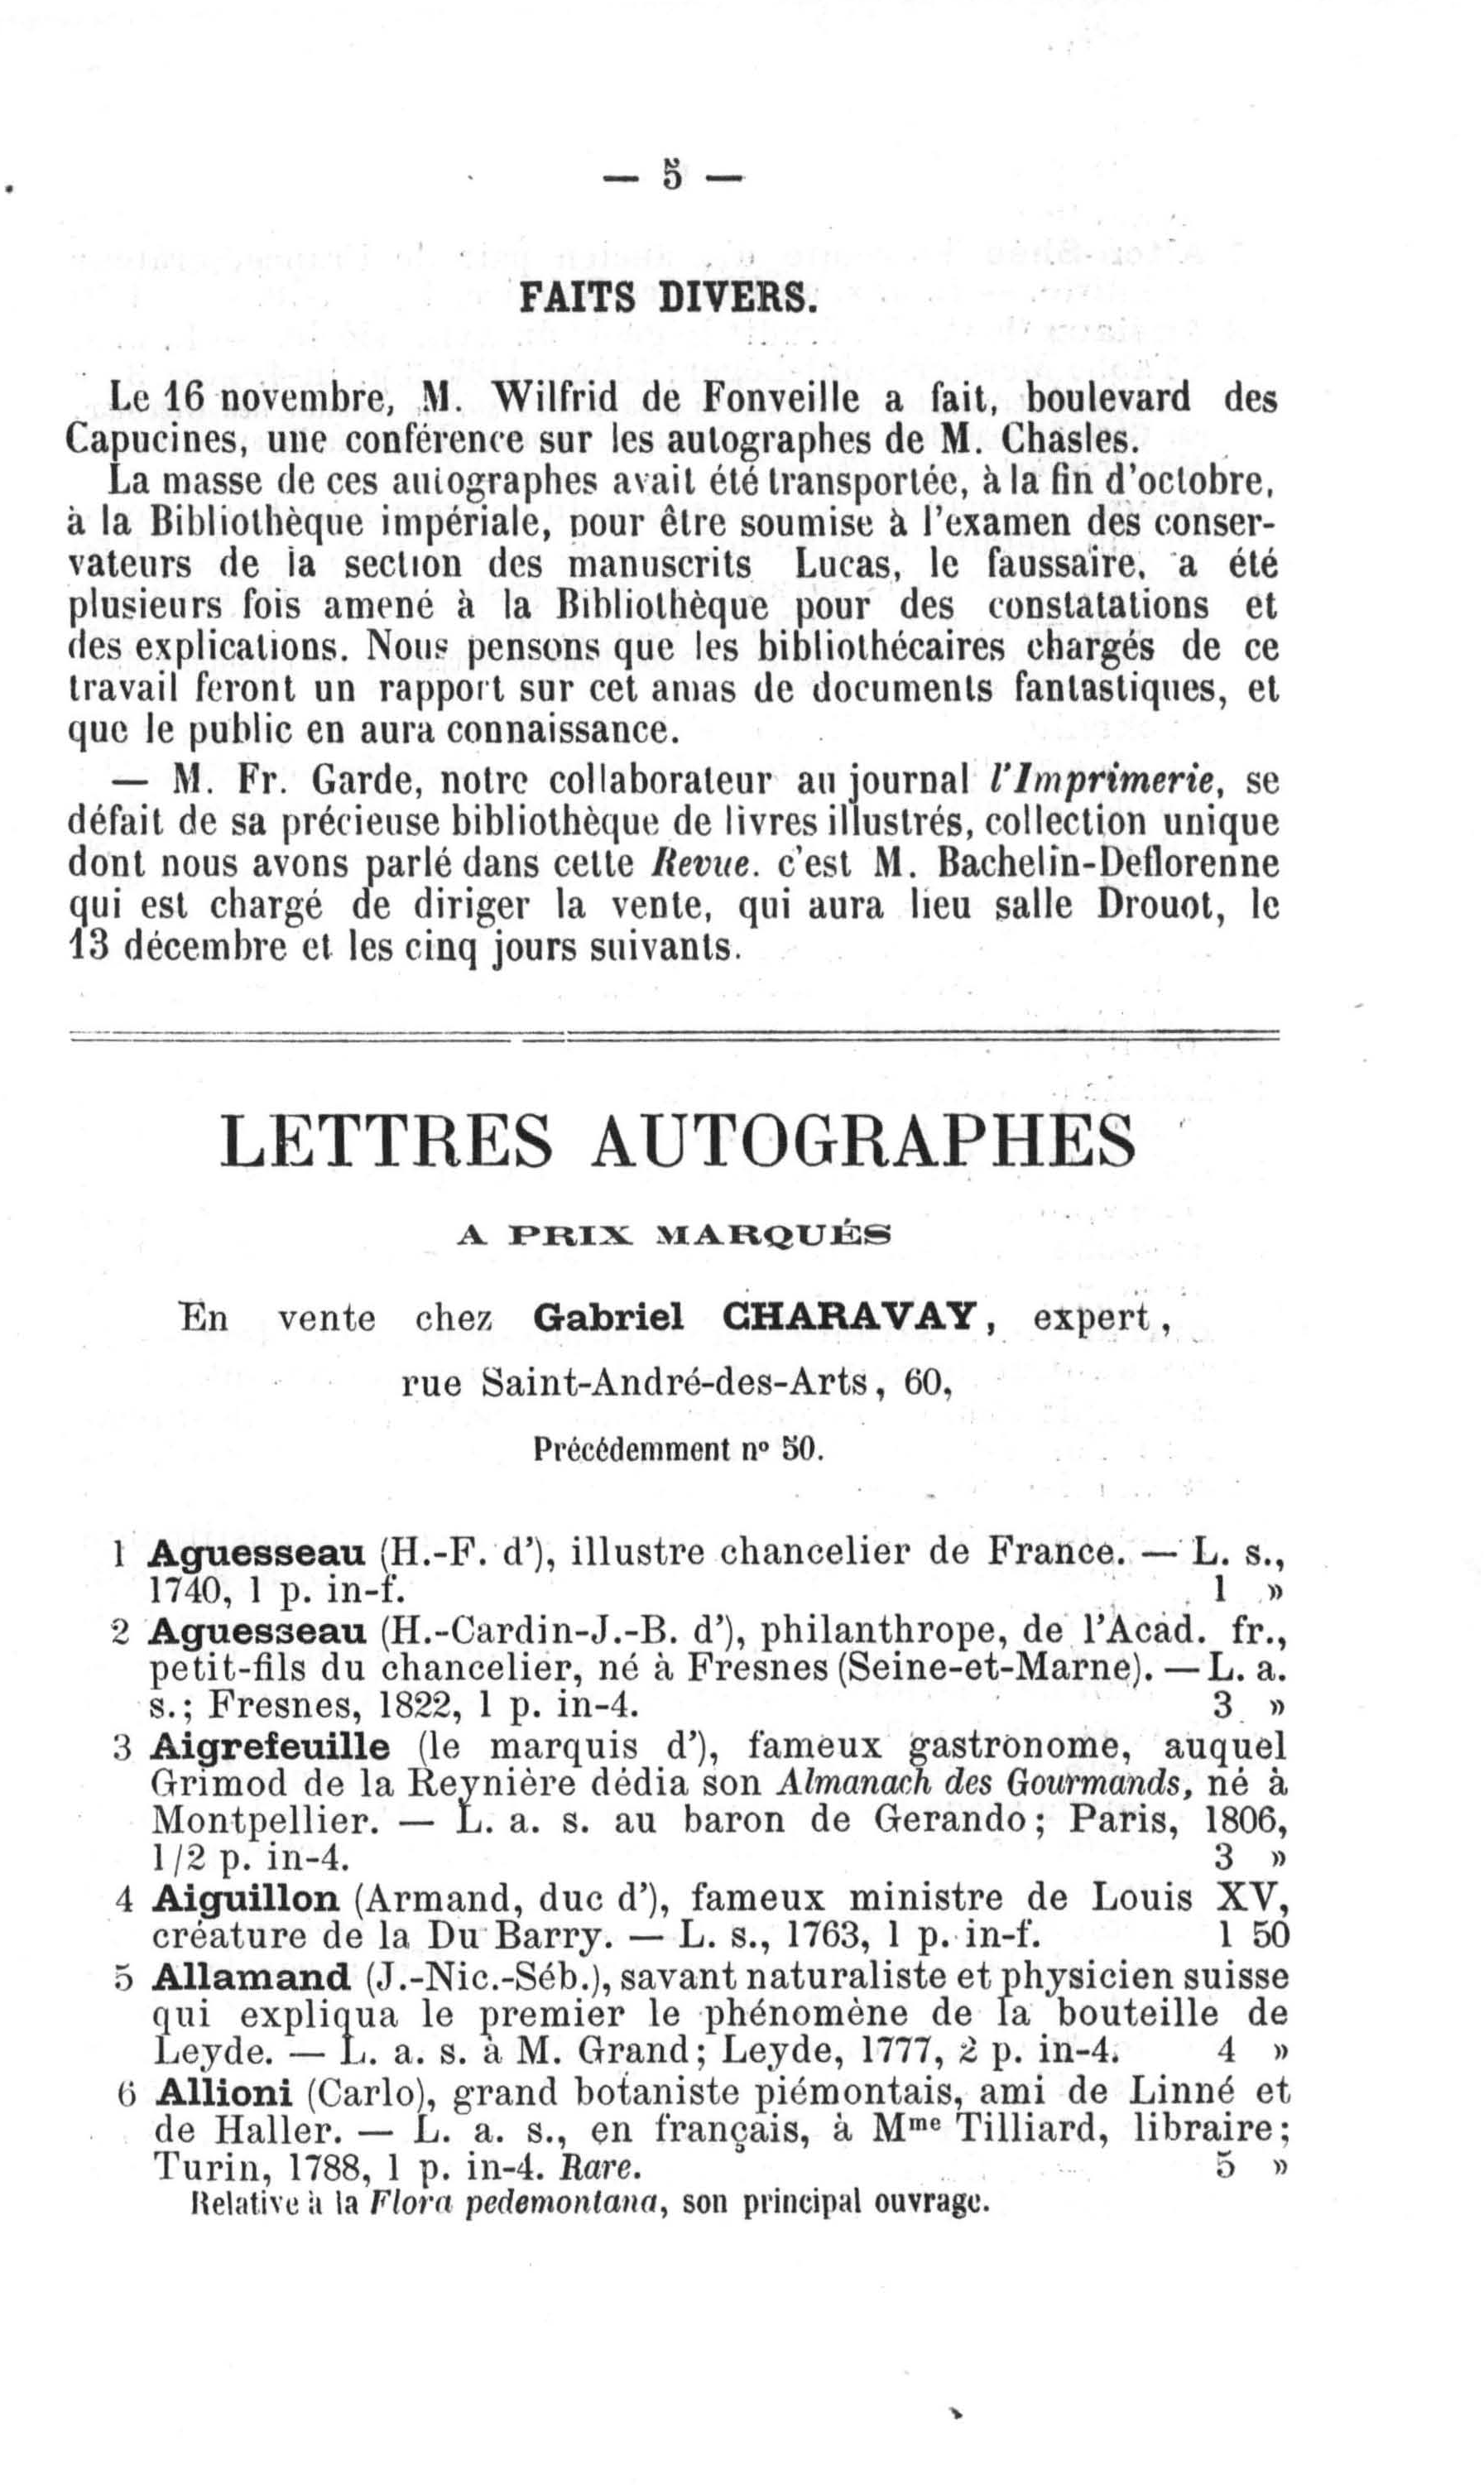 — 5 —
FAITS DIVERS.
Le 16 novembre, M. Wilfrid de Fonveille a fait, boulevard des
Capucines, une conférence sur les autographes de M. Chasles.
La masse de ces autographes avait été transportée, à la fin d'octobre,
à la Bibliothèque impériale, pour être soumise à l'examen des conser-
vateurs de la section des manuscrits Lucas, le faussaire, a été
plusieurs fois amené à la Bibliothèque pour des constatations et
des explications. Nous pensons que les bibliothécaires chargés de ce
travail feront un rapport sur cet amas de documents fantastiques, et
que le public en aura connaissance.
— M. Fr. Garde, notre collaborateur au journal l'Imprimerie, se
défait de sa précieuse bibliothèque de livres illustrés, collection unique
dont nous avons parlé dans cette Revue. c'est M. Bachelin-Deflorenne
qui est chargé de diriger la vente, qui aura lieu salle Drouot, le
13 décembre et les cinq jours suivants.
LETTRES AUTOGRAPHES
A PRIX MARQUÉS
En vente chez Gabriel CHARAVAY, expert,
rue Saint-André-des-Arts, 60,
Précédemment nº 50.
1 Aguesseau (H.-F. d'), illustre chancelier de France. — L. s.,
1740, 1 p. in-f. 1 »
2 Aguesseau (H.-Cardin-J.-B. d'), philanthrope, de l'Acad. fr.,
petit-fils du chancelier, né à Fresnes (Seine-et-Marne). — L. a.
s.; Fresnes, 1822, 1 p. in-4. 3 »
3 Aigrefeuille (le marquis d'), fameux gastronome, auquel
Grimod de la Reynière dédia son Almanach des Gourmands, né à
Montpellier. — L. a. s. au baron de Gerando; Paris, 1806,
1/2 p. in-4. 3 »
4 Aiguillon (Armand, duc d'), fameux ministre de Louis XV,
créature de la Du Barry. — L. s., 1763, 1 p. in-f. 1 50
5 Allamand (J.-Nic.-Séb.), savant naturaliste et physicien suisse
qui expliqua le premier le phénomène de la bouteille de
Leyde. — L. a. s. à M. Grand; Leyde, 1777, 2 p. in-4. 4 »
6 Allioni (Carlo), grand botaniste piémontais, ami de Linné et
de Haller. — L. a. s., en français, à Mme Tilliard, libraire;
Turin, 1788, 1 p. in-4. Rare. 5 »
Relative à la Flora pedemontana, son principal ouvrage.